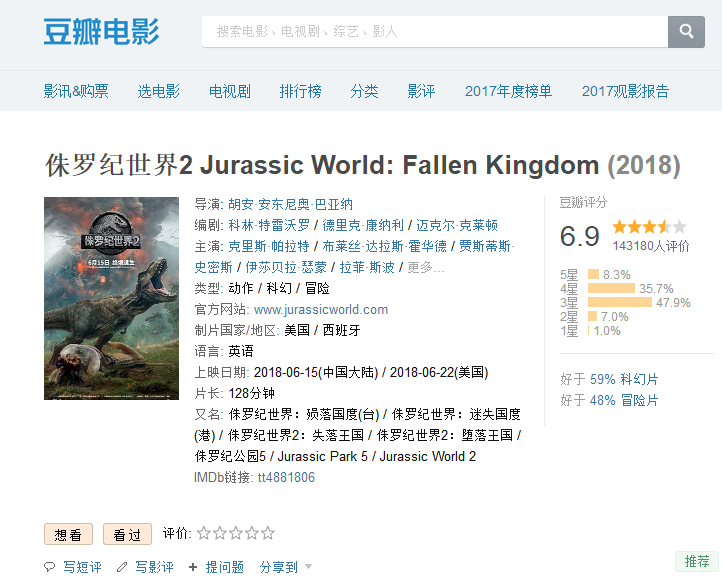 豆瓣电影
搜索电影、电视剧、综艺、影人
影讯&购票 选电影 电视剧 排行榜 分类 影评 2017年度榜单 2017观影报告
侏罗纪世界2 Jurassic World: Fallen Kingdom (2018)
侏罗纪世界2
6月15日 终境逃生
导演: 胡安·安东尼奥·巴亚纳
编剧: 科林·特雷沃罗 / 德里克·康纳利 / 迈克尔·克莱顿
主演: 克里斯·帕拉特 / 布莱丝·达拉斯·霍华德 / 贾斯蒂斯·
史密斯 / 伊莎贝拉·瑟蒙 / 拉菲·斯波 / 更多...
类型: 动作 / 科幻 / 冒险
官方网站: www.jurassicworld.com
制片国家/地区: 美国 / 西班牙
语言: 英语
上映日期: 2018-06-15(中国大陆) / 2018-06-22(美国)
片长: 128分钟
又名: 侏罗纪世界：殒落国度(台) / 侏罗纪世界：迷失国度
(港) / 侏罗纪世界2：失落王国 / 侏罗纪世界2：堕落王国 /
侏罗纪公园5 / Jurassic Park 5 / Jurassic World 2
IMDb链接: tt4881806
豆瓣评分
6.9
143180人评价
5星 8.3%
4星 35.7%
3星 47.9%
2星 7.0%
1星 1.0%
好于 59% 科幻片
好于 48% 冒险片
想看 看过 评价:
写短评 写影评 + 提问题 分享到
推荐